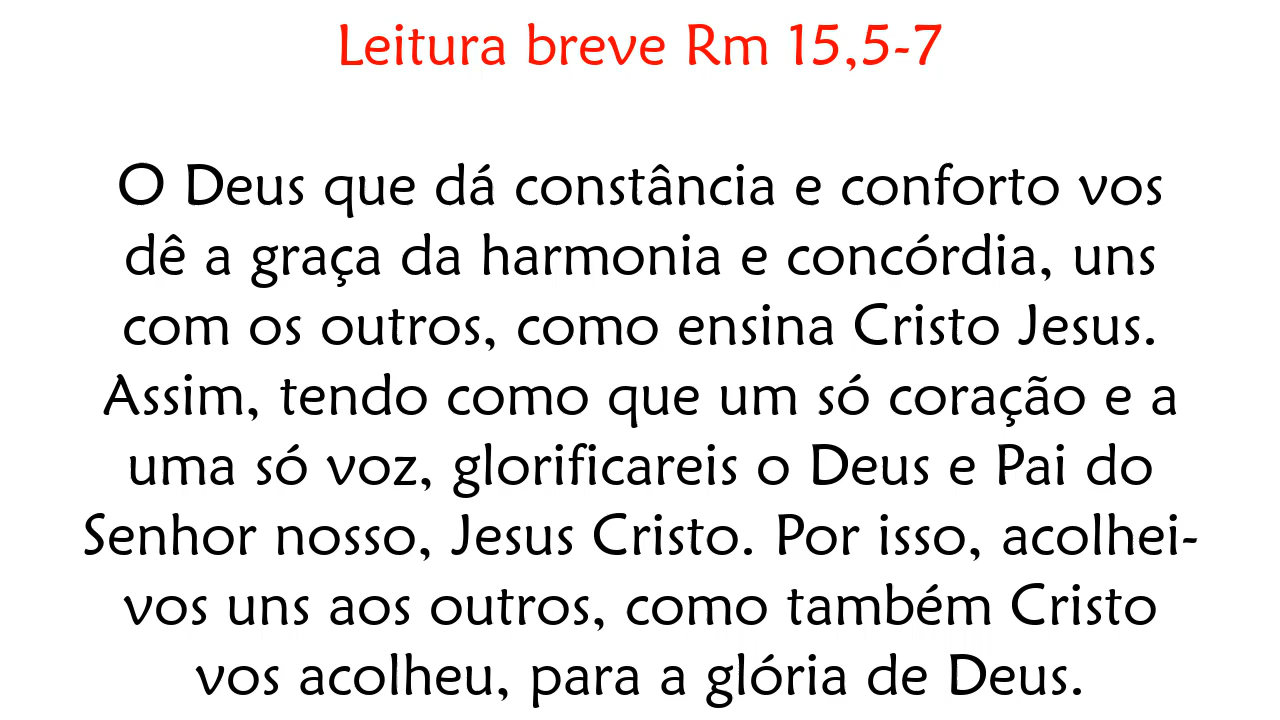 Leitura breve Rm 15,5-7
O Deus que dá constância e conforto vos
dê a graça da harmonia e concórdia, uns
com os outros, como ensina Cristo Jesus.
Assim, tendo como que um só coração e a
uma só voz, glorificareis o Deus e Pai do
Senhor nosso, Jesus Cristo. Por isso, acolhei-
vos uns aos outros, como também Cristo
vos acolheu, para a glória de Deus.